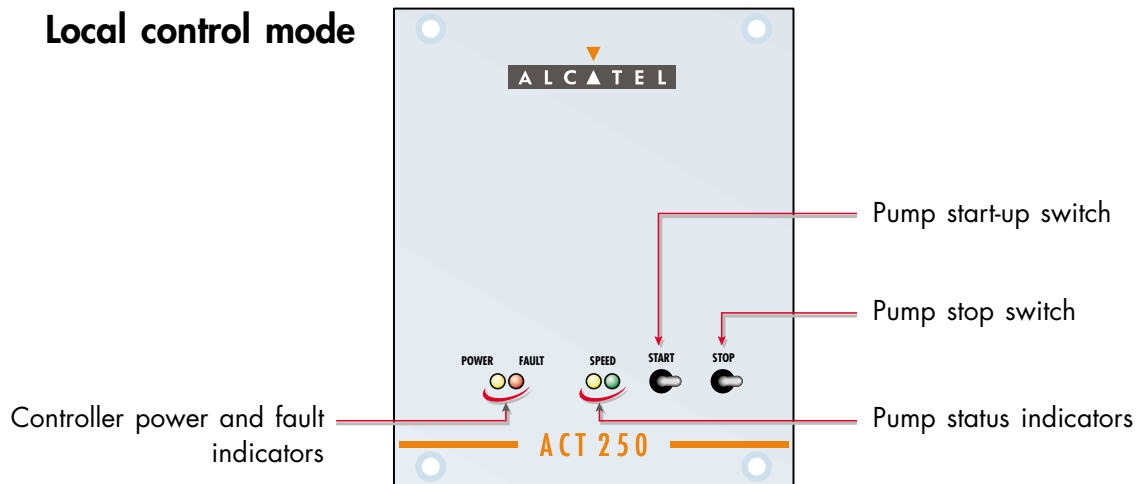 Local control mode
ALCATEL
Pump start-up switch
Pump stop switch
POWER FAULT SPEED START STOP
Controller power and fault
indicators
Pump status indicators
ACT 250